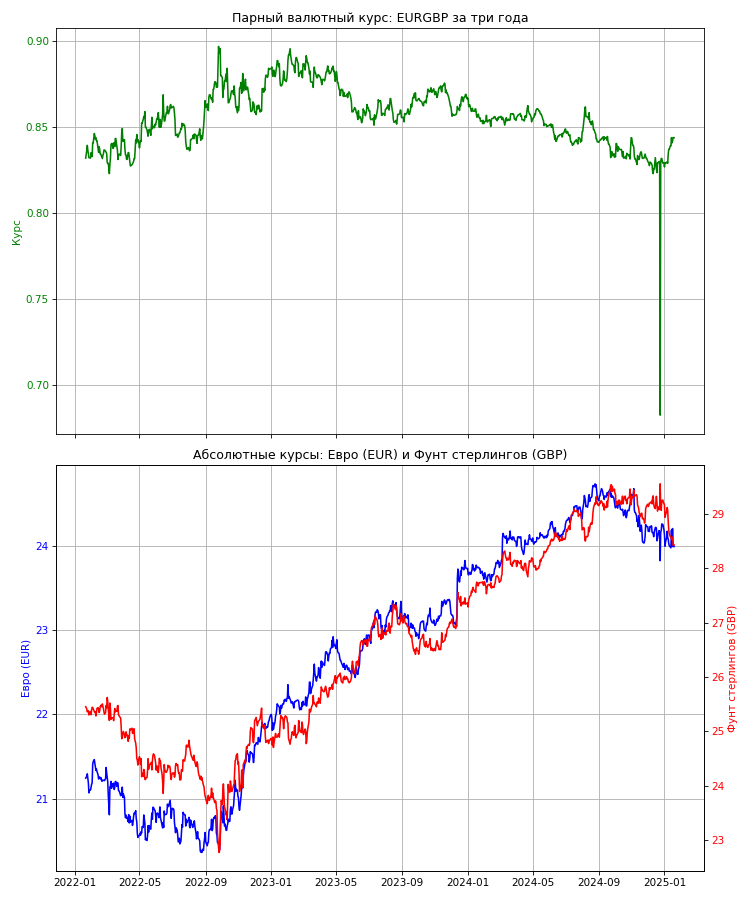 Парный валютный курс: EURGBP за три года
0.90
0.85
0.80
0.75
0.70
Курс
Абсолютные курсы: Евро (EUR) и Фунт стерлингов (GBP)
24
23
22
21
Евро (EUR)
29
28
27
26
25
24
23
Фунт стерлингов (GBP)
2022-01 2022-05 2022-09 2023-01 2023-05 2023-09 2024-01 2024-05 2024-09 2025-01